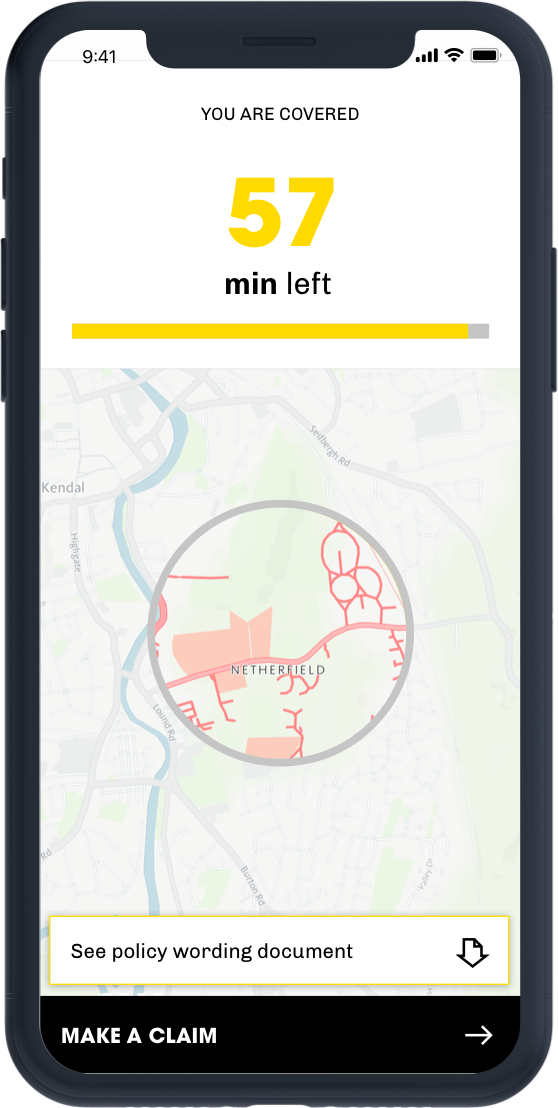 9:41
YOU ARE COVERED
57
min left
Sedbergh Rd
Kendal
Highgate
NETHERFIELD
Lound Rd
Rd
Burton Rd
Valley Dr
See policy wording document
MAKE A CLAIM